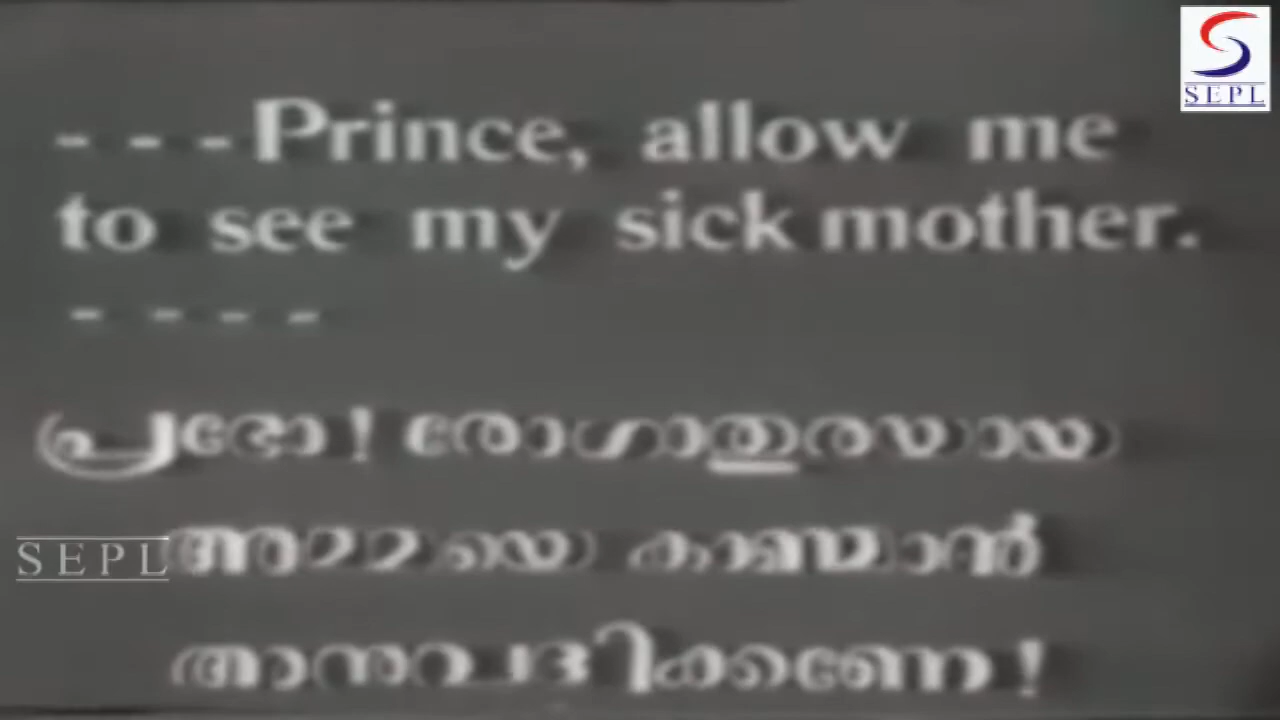 SEPL
- - - Prince, allow me
to see my sick mother.
- - - -
പ്രഭോ! രോഗാതുരയായ
SEPL അമ്മയെ കാണ്മാൻ
അനുവദിക്കണേ!